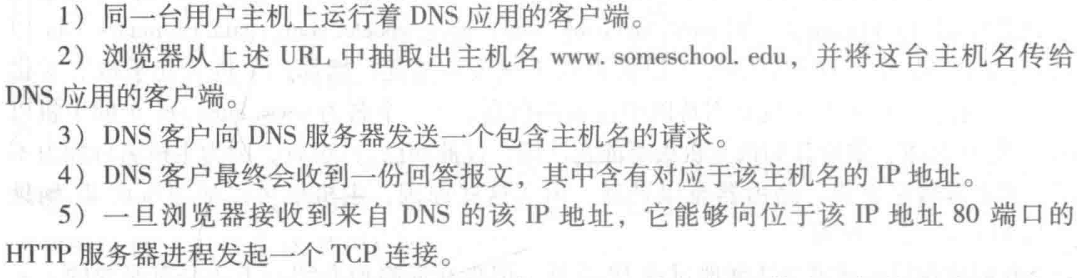 1）同一台用户主机上运行着 DNS 应用的客户端。
2）浏览器从上述 URL 中抽取出主机名 www. someschool. edu，并将这台主机名传给
DNS 应用的客户端。
3）DNS 客户向 DNS 服务器发送一个包含主机名的请求。
4）DNS 客户最终会收到一份回答报文，其中含有对应于该主机名的 IP 地址。
5）一旦浏览器接收到来自 DNS 的该 IP 地址，它能够向位于该 IP 地址 80 端口的
HTTP 服务器进程发起一个 TCP 连接。